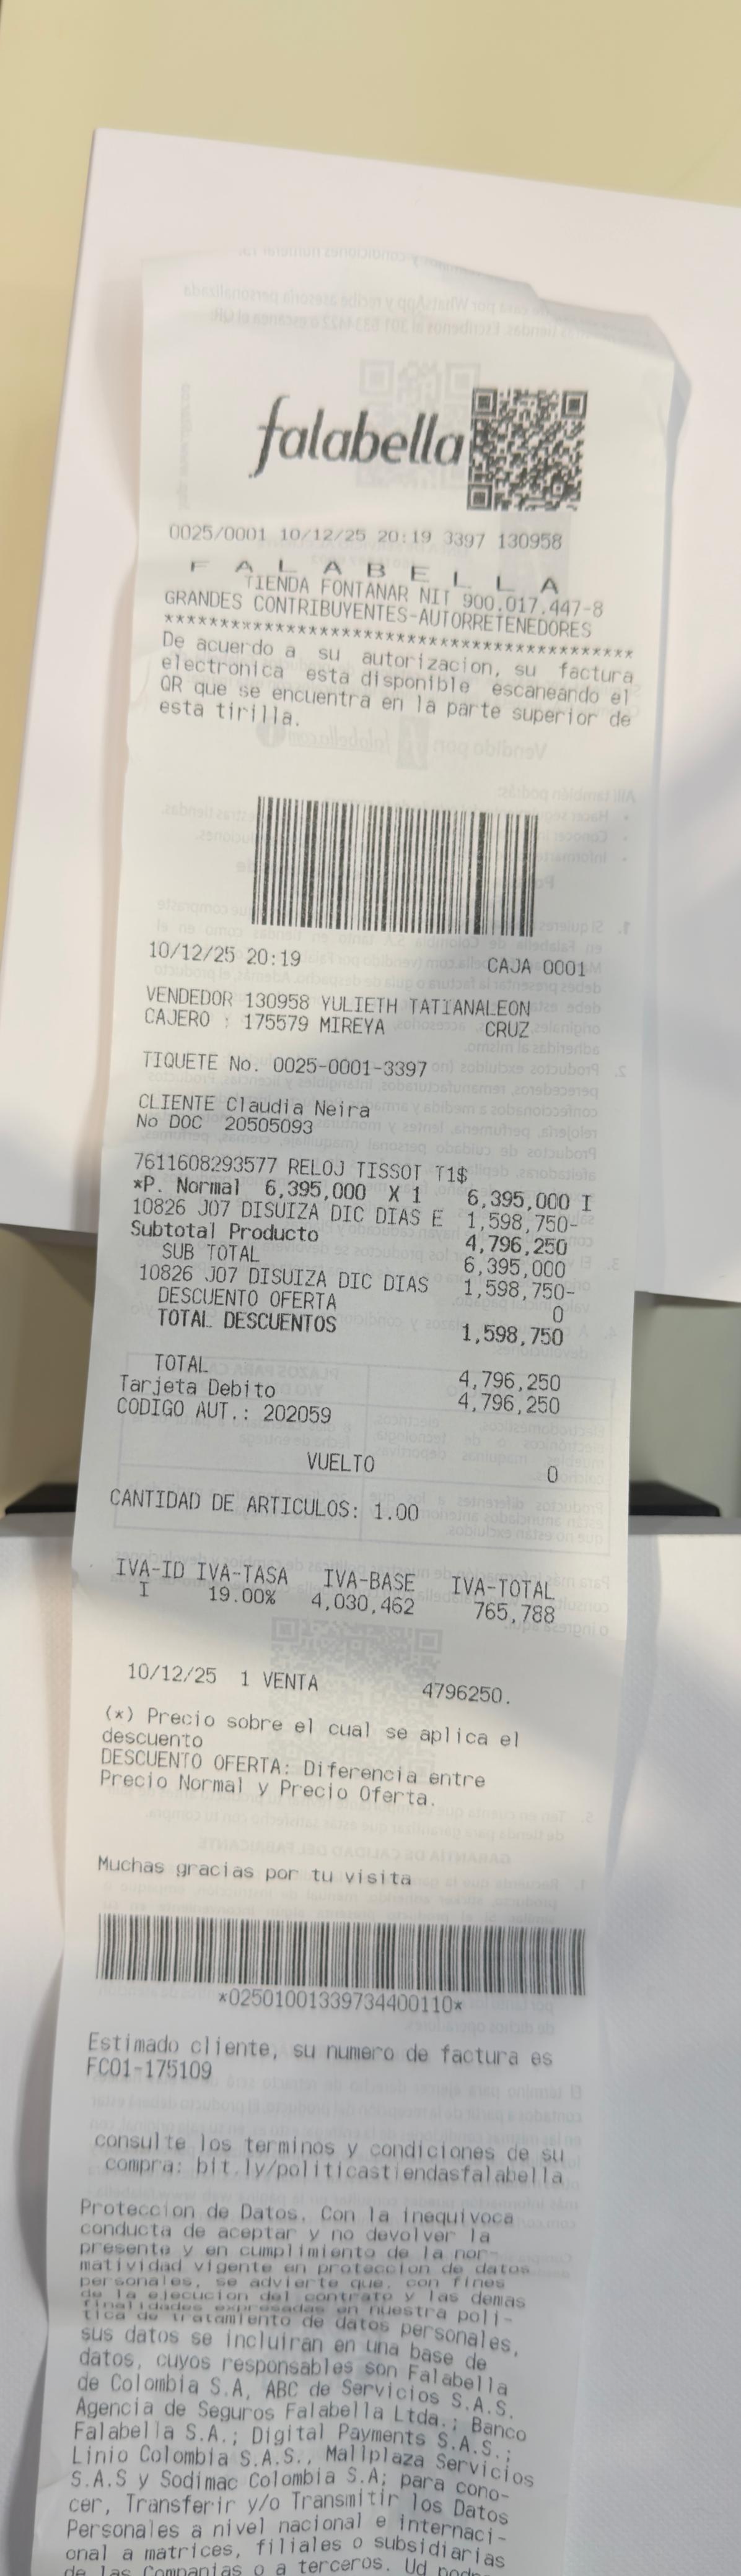 falabella
0025/0001 10/12/25 20:19 3397 130958
F A L A B E L L A
TIENDA FONTANAR NIT 900.017.447-8
GRANDES CONTRIBUYENTES-AUTORRETENEDORES
******************************************
De acuerdo a su autorizacion, su factura
electronica esta disponible escaneando el
QR que se encuentra en la parte superior de
esta tirilla.
10/12/25 20:19 CAJA 0001
VENDEDOR 130958 YULIETH TATIANALEON
CAJERO : 175579 MIREYA CRUZ
TIQUETE No. 0025-0001-3397
CLIENTE Claudia Neira
No DOC 20505093
7611608293577 RELOJ TISSOT T1$
*P. Normal 6,395,000 X 1 6,395,000 I
10826 J07 DISUIZA DIC DIAS E 1,598,750-
Subtotal Producto 4,796,250
SUB TOTAL 6,395,000
10826 J07 DISUIZA DIC DIAS 1,598,750-
DESCUENTO OFERTA 0
TOTAL DESCUENTOS 1,598,750
TOTAL 4,796,250
Tarjeta Debito 4,796,250
CODIGO AUT.: 202059
VUELTO 0
CANTIDAD DE ARTICULOS: 1.00
IVA-ID IVA-TASA IVA-BASE IVA-TOTAL
I 19.00% 4,030,462 765,788
10/12/25 1 VENTA 4796250.
(*) Precio sobre el cual se aplica el
descuento
DESCUENTO OFERTA: Diferencia entre
Precio Normal y Precio Oferta.
Muchas gracias por tu visita
*02501001339734400110*
Estimado cliente, su numero de factura es
FC01-175109
consulte los terminos y condiciones de su
compra: bit.ly/politicastiendasfalabella
Proteccion de Datos. Con la inequivoca
conducta de aceptar y no devolver la
presente y en cumplimiento de la nor-
matividad vigente en proteccion de datos
personales, se advierte que, con fines
de la ejecucion del contrato y las demas
finalidades expresadas en nuestra poli-
tica de tratamiento de datos personales,
sus datos se incluiran en una base de
datos, cuyos responsables son Falabella
de Colombia S.A, ABC de Servicios S.A.S.
Agencia de Seguros Falabella Ltda.; Banco
Falabella S.A.; Digital Payments S.A.S.;
Linio Colombia S.A.S., Mallplaza Servicios
S.A.S y Sodimac Colombia S.A; para cono-
cer, Transferir y/o Transmitir los Datos
Personales a nivel nacional e internaci-
onal a matrices, filiales o subsidiarias
de las Companias o a terceros. Ud